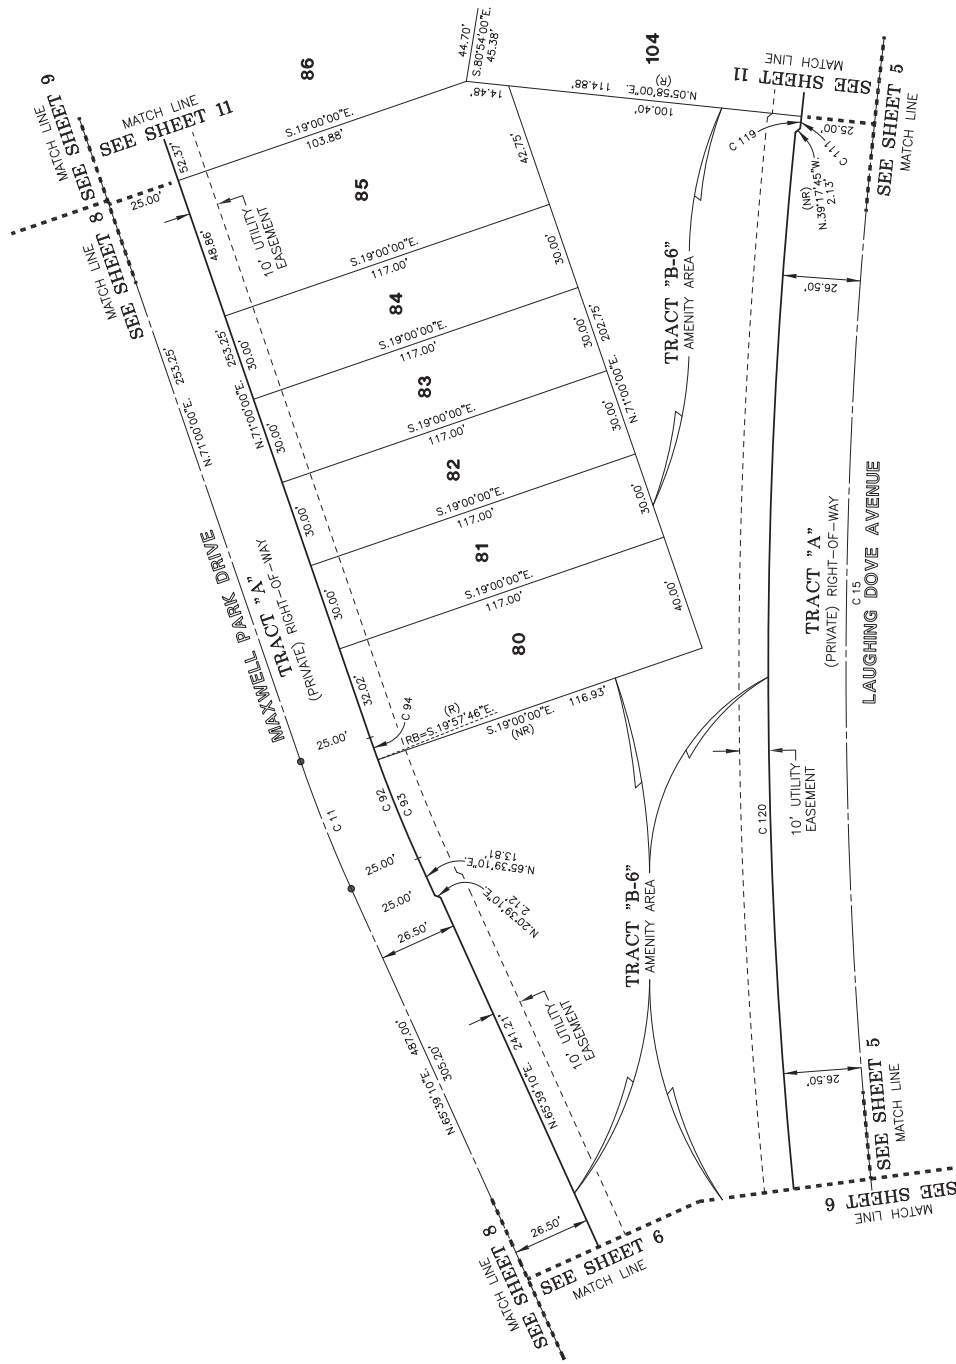 44.70'
S.80°54'00"E.
45.38'
104
86
SEE SHEET 9
MATCH LINE
MATCH LINE
SEE SHEET 11
MATCH LINE
SEE SHEET 11
MATCH LINE
SEE SHEET 8
SEE SHEET 5
MATCH LINE
25.00'
52.37'
S.19°00'00"E.
103.88'
14.48'
N.05°58'00"E. 114.88'
(R)
100.40'
C 119
C 111
25.00'
(NR)
N.39°17'45"W.
2.13'
85
42.75'
48.86'
10' UTILITY
EASEMENT
S.19°00'00"E.
117.00'
30.00'
84
TRACT "B-6"
AMENITY AREA
26.50'
N.71°00'00"E. 253.25'
N.71°00'00"E. 253.25'
30.00'
S.19°00'00"E.
117.00'
30.00'
N.71°00'00"E. 202.75'
83
30.00'
S.19°00'00"E.
117.00'
30.00'
82
30.00'
S.19°00'00"E.
117.00'
30.00'
81
30.00'
S.19°00'00"E.
117.00'
40.00'
80
MAXWELL PARK DRIVE
TRACT "A"
(PRIVATE) RIGHT-OF-WAY
TRACT "A"
(PRIVATE) RIGHT-OF-WAY
C 15
LAUGHING DOVE AVENUE
32.02'
C 94
25.00'
(R)
RB=S.19°57'46"E.
S.19°00'00"E. 116.93'
(NR)
C 11
C 92
C 93
C 120
10' UTILITY
EASEMENT
25.00'
N.65°39'10"E.
13.81'
25.00'
N.20°39'10"E.
2.12'
26.50'
TRACT "B-6"
AMENITY AREA
487.00'
N.65°39'10"E. 305.20'
N.65°39'10"E. 241.21'
10' UTILITY
EASEMENT
26.50'
SEE SHEET 5
MATCH LINE
26.50'
MATCH LINE
SEE SHEET 8
SEE SHEET 6
MATCH LINE
SEE SHEET 6
MATCH LINE